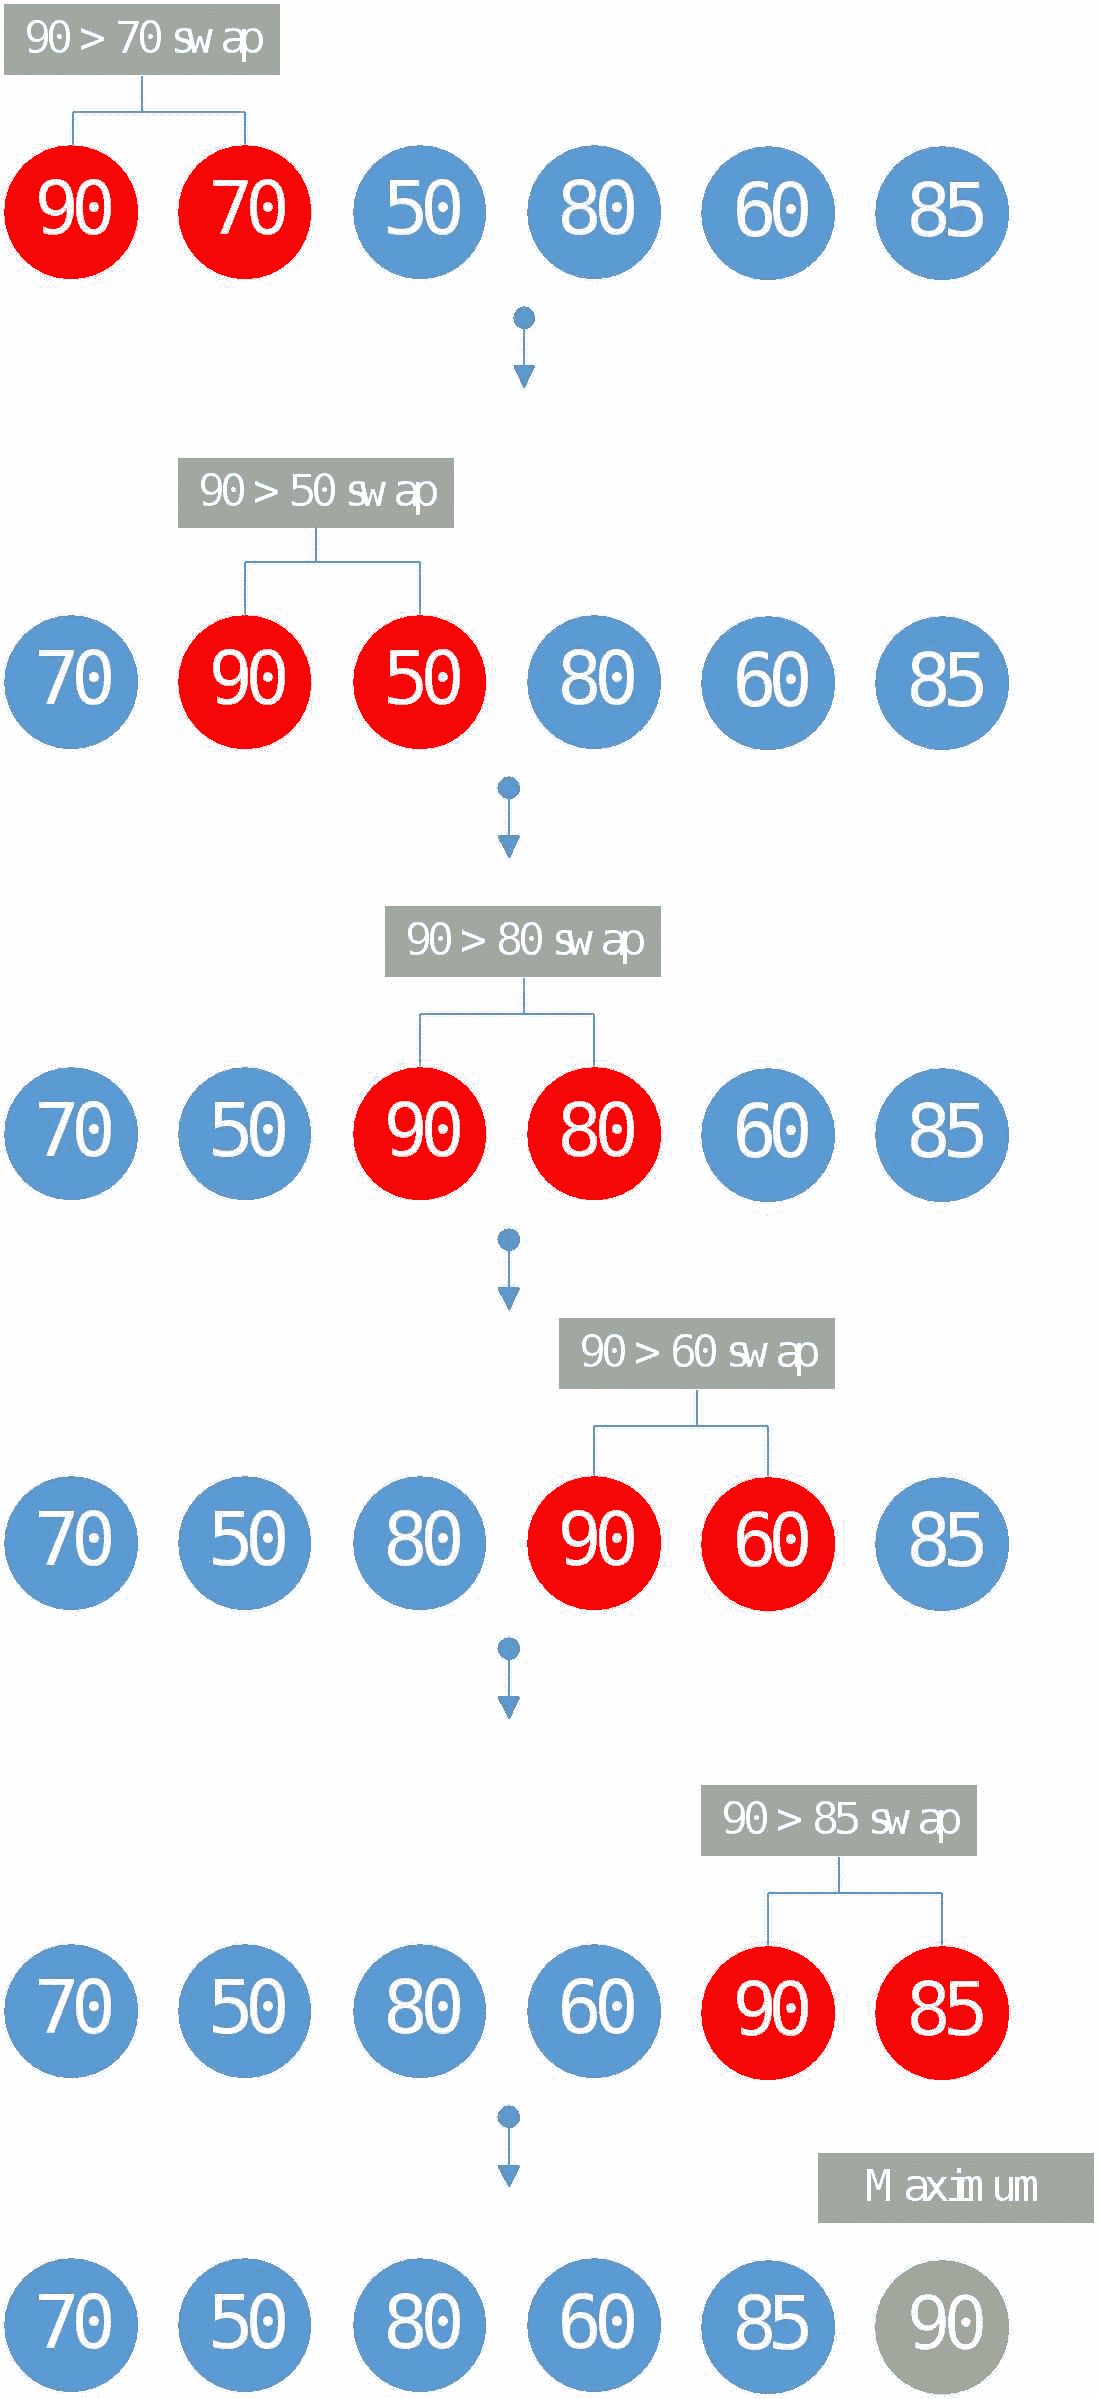 90 > 70 swap
90 70 50 80 60 85
90 > 50 swap
70 90 50 80 60 85
90 > 80 swap
70 50 90 80 60 85
90 > 60 swap
70 50 80 90 60 85
90 > 85 swap
70 50 80 60 90 85
Maximum
70 50 80 60 85 90